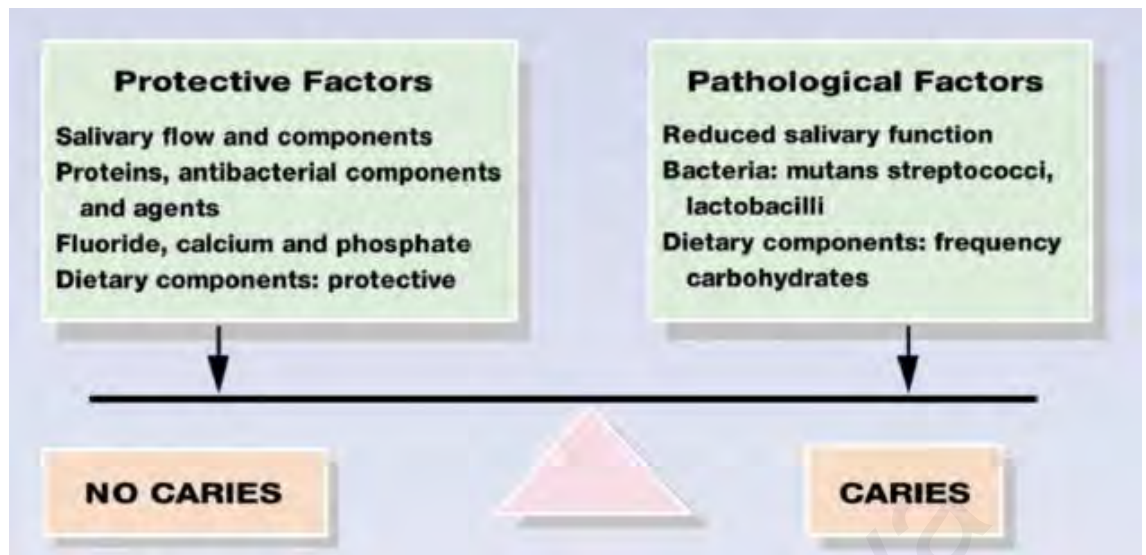 Protective Factors
Salivary flow and components
Proteins, antibacterial components
and agents
Fluoride, calcium and phosphate
Dietary components: protective
Pathological Factors
Reduced salivary function
Bacteria: mutans streptococci,
lactobacilli
Dietary components: frequency
carbohydrates
NO CARIES
CARIES